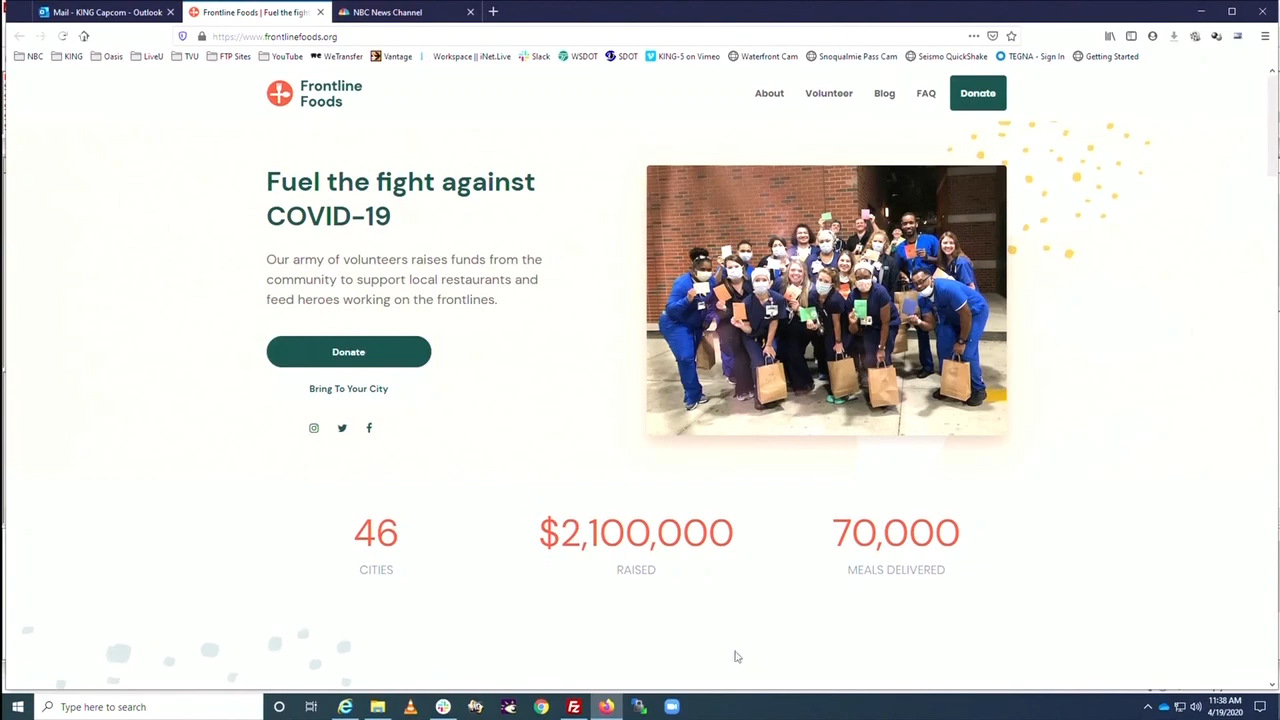 Mail - KING Capcom - Outlook
Frontline Foods | Fuel the figh
NBC News Channel
https://www.frontlinefoods.org
NBC KING Oasis LiveU TVU FTP Sites YouTube WeTransfer Vantage Workspace || iNet.Live Slack WSDOT SDOT KING-5 on Vimeo Waterfront Cam Snoqualmie Pass Cam Seismo QuickShake TEGNA - Sign In Getting Started
Frontline
Foods
About Volunteer Blog FAQ Donate
Fuel the fight against
COVID-19
Our army of volunteers raises funds from the
community to support local restaurants and
feed heroes working on the frontlines.
Donate
Bring To Your City
46 $2,100,000 70,000
CITIES RAISED MEALS DELIVERED
Type here to search
11:38 AM
4/19/2020